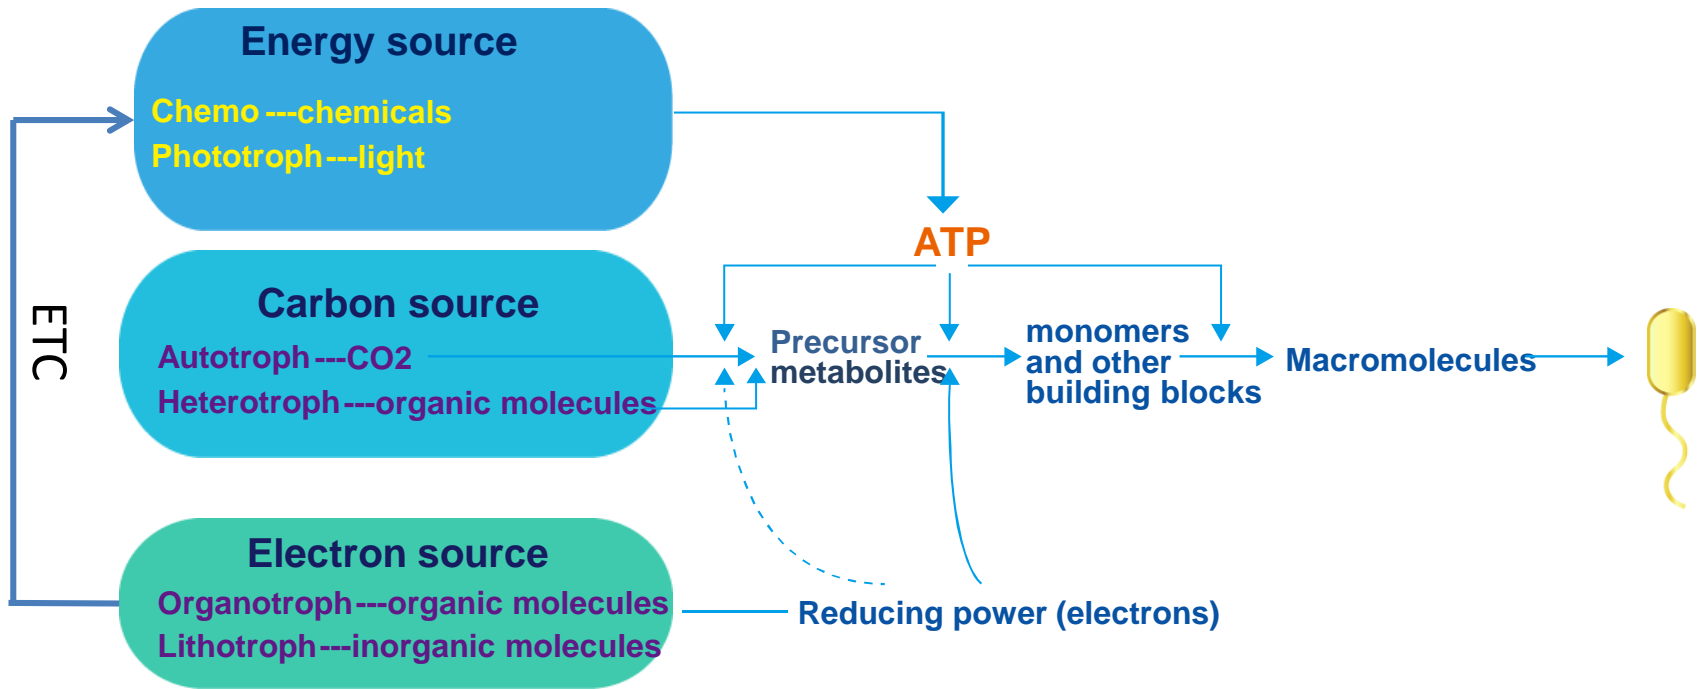 Energy source
Chemo ---chemicals
Phototroph---light
ATP
ETC
Carbon source
Autotroph---CO2
Heterotroph---organic molecules
Precursor
metabolites
monomers
and other
building blocks
Macromolecules
Electron source
Organotroph---organic molecules
Lithotroph---inorganic molecules
Reducing power (electrons)